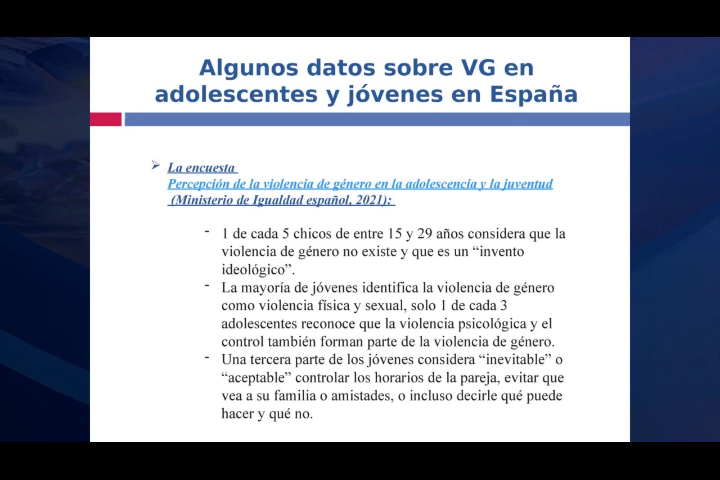 Algunos datos sobre VG en
adolescentes y jóvenes en España
➢ La encuesta
Percepción de la violencia de género en la adolescencia y la juventud
(Ministerio de Igualdad español, 2021):
- 1 de cada 5 chicos de entre 15 y 29 años considera que la
violencia de género no existe y que es un “invento
ideológico”.
- La mayoría de jóvenes identifica la violencia de género
como violencia física y sexual, solo 1 de cada 3
adolescentes reconoce que la violencia psicológica y el
control también forman parte de la violencia de género.
- Una tercera parte de los jóvenes considera “inevitable” o
“aceptable” controlar los horarios de la pareja, evitar que
vea a su familia o amistades, o incluso decirle qué puede
hacer y qué no.